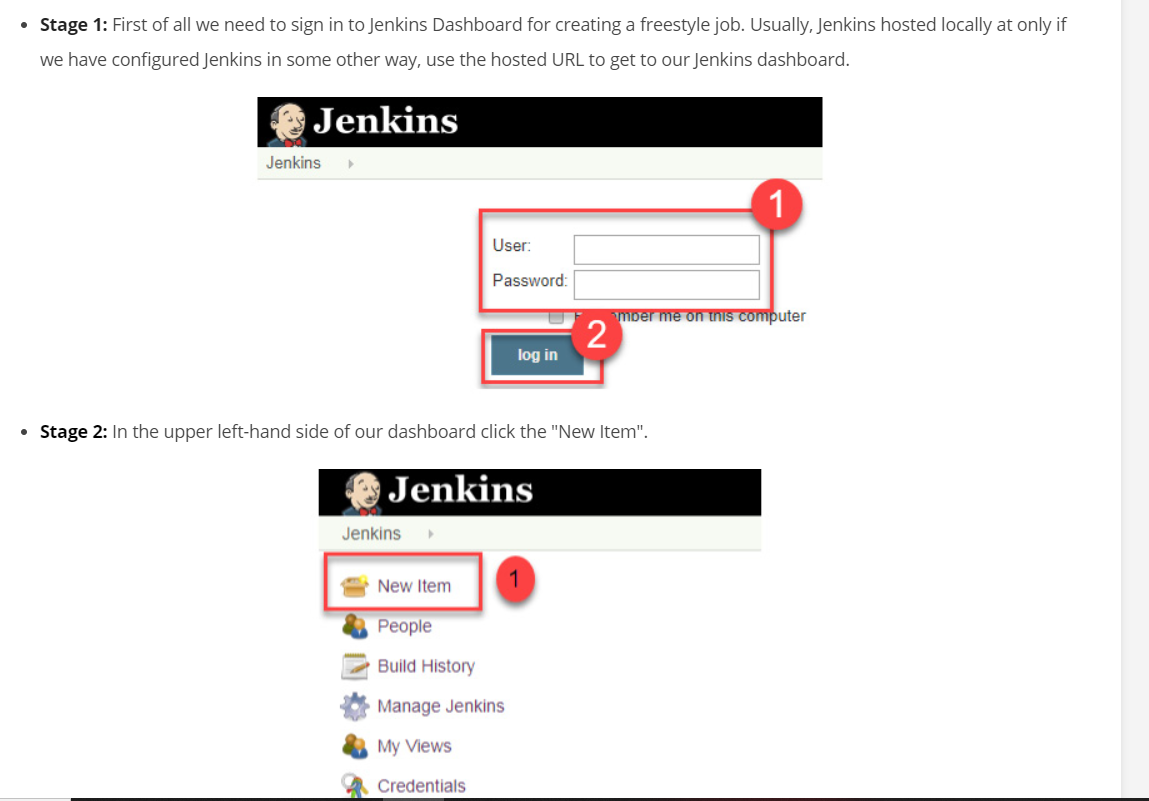 Stage 1: First of all we need to sign in to Jenkins Dashboard for creating a freestyle job. Usually, Jenkins hosted locally at only if
we have configured Jenkins in some other way, use the hosted URL to get to our Jenkins dashboard.
Jenkins
Jenkins
1
User:
Password:
me on this computer
2
log in
Stage 2: In the upper left-hand side of our dashboard click the "New Item".
Jenkins
Jenkins
New Item
1
People
Build History
Manage Jenkins
My Views
Credentials